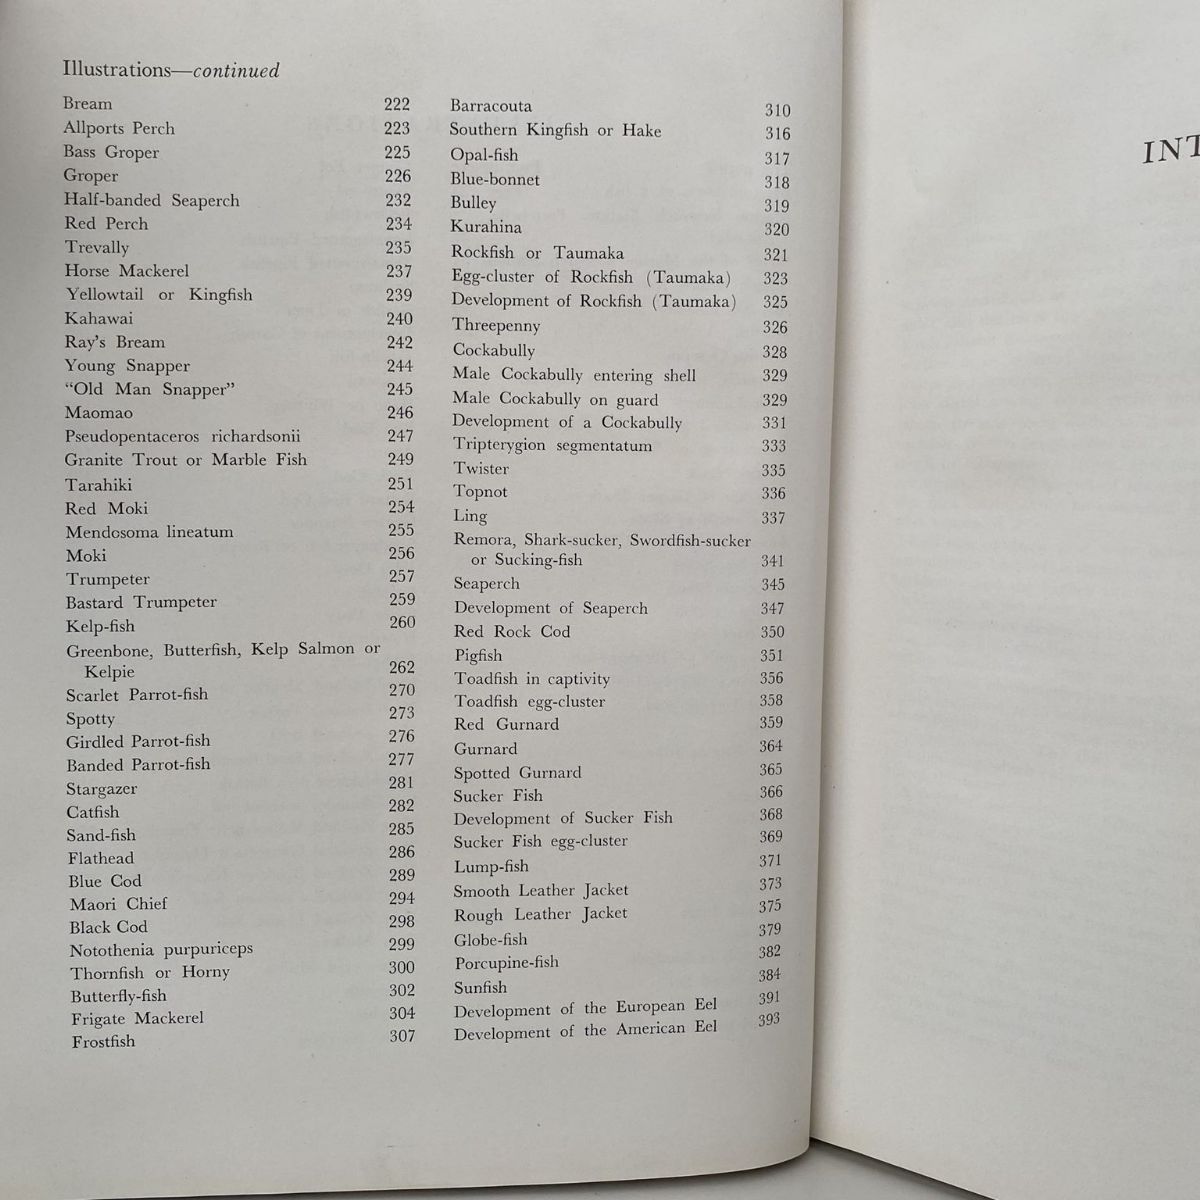 Illustrations—continued
Bream 222
Allports Perch 223
Bass Groper 225
Groper 226
Half-banded Seaperch 232
Red Perch 234
Trevally 235
Horse Mackerel 237
Yellowtail or Kingfish 239
Kahawai 240
Ray's Bream 242
Young Snapper 244
“Old Man Snapper” 245
Maomao 246
Pseudopentaceros richardsonii 247
Granite Trout or Marble Fish 249
Tarahiki 251
Red Moki 254
Mendosoma lineatum 255
Moki 256
Trumpeter 257
Bastard Trumpeter 259
Kelp-fish 260
Greenbone, Butterfish, Kelp Salmon or
Kelpie 262
Scarlet Parrot-fish 270
Spotty 273
Girdled Parrot-fish 276
Banded Parrot-fish 277
Stargazer 281
Catfish 282
Sand-fish 285
Flathead 286
Blue Cod 289
Maori Chief 294
Black Cod 298
Notothenia purpuriceps 299
Thornfish or Horny 300
Butterfly-fish 302
Frigate Mackerel 304
Frostfish 307
Barracouta 310
Southern Kingfish or Hake 316
Opal-fish 317
Blue-bonnet 318
Bulley 319
Kurahina 320
Rockfish or Taumaka 321
Egg-cluster of Rockfish (Taumaka) 323
Development of Rockfish (Taumaka) 325
Threepenny 326
Cockabully 328
Male Cockabully entering shell 329
Male Cockabully on guard 329
Development of a Cockabully 331
Tripterygion segmentatum 333
Twister 335
Topnot 336
Ling 337
Remora, Shark-sucker, Swordfish-sucker
or Sucking-fish 341
Seaperch 345
Development of Seaperch 347
Red Rock Cod 350
Pigfish 351
Toadfish in captivity 356
Toadfish egg-cluster 358
Red Gurnard 359
Gurnard 364
Spotted Gurnard 365
Sucker Fish 366
Development of Sucker Fish 368
Sucker Fish egg-cluster 369
Lump-fish 371
Smooth Leather Jacket 373
Rough Leather Jacket 375
Globe-fish 379
Porcupine-fish 382
Sunfish 384
Development of the European Eel 391
Development of the American Eel 393
INT